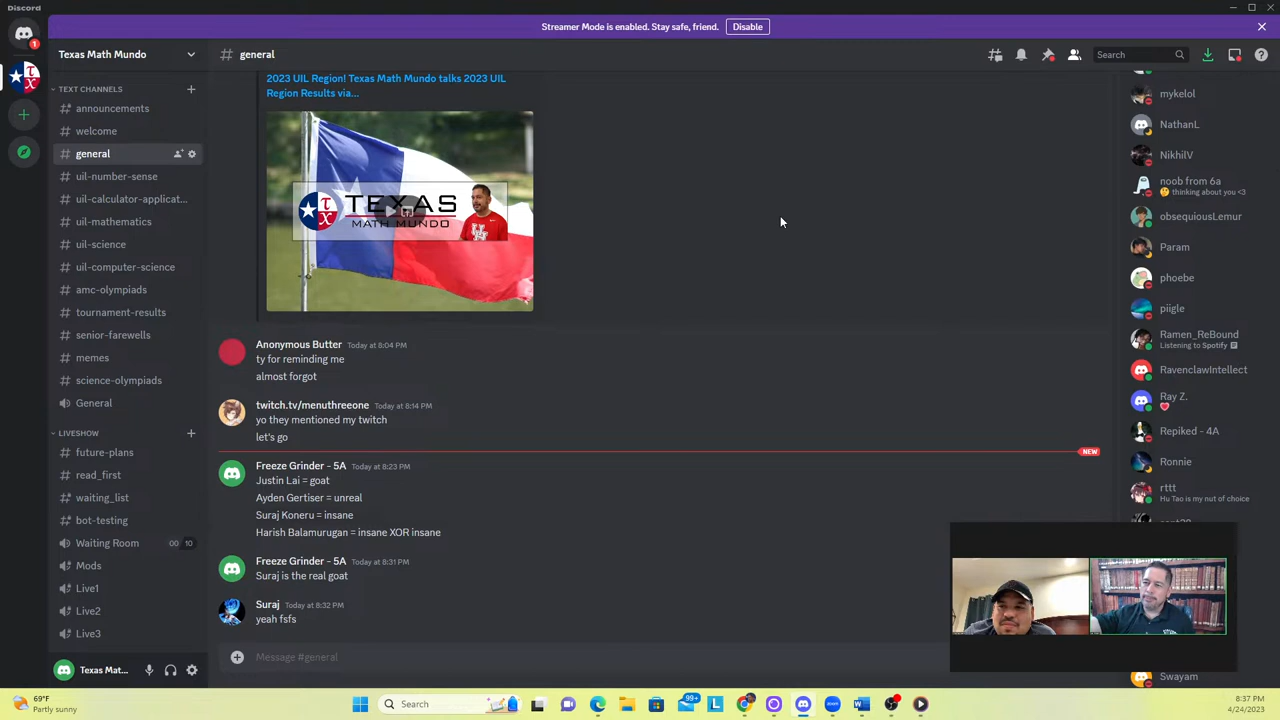 Discord
Streamer Mode is enabled. Stay safe, friend.
Disable
1
Texas Math Mundo
general
Search
TEXT CHANNELS
announcements
welcome
general
uil-number-sense
uil-calculator-applicat...
uil-mathematics
uil-science
uil-computer-science
amc-olympiads
tournament-results
senior-farewells
memes
science-olympiads
General
LIVESHOW
future-plans
read_first
waiting_list
bot-testing
Waiting Room
00 10
Mods
Live1
Live2
Live3
Texas Mat...
2023 UIL Region! Texas Math Mundo talks 2023 UIL
Region Results via...
TEXAS
MATH MUNDO
Anonymous Butter Today at 8:04 PM
ty for reminding me
almost forgot
twitch.tv/menuthreeone Today at 8:14 PM
yo they mentioned my twitch
let's go
NEW
Freeze Grinder - 5A Today at 8:23 PM
Justin Lai = goat
Ayden Gertiser = unreal
Suraj Koneru = insane
Harish Balamurugan = insane XOR insane
Freeze Grinder - 5A Today at 8:31 PM
Suraj is the real goat
Suraj Today at 8:32 PM
yeah fsfs
Message #general
mykelol
NathanL
NikhilV
noob from 6a
🤔 thinking about you <3
obsequiousLemur
Param
phoebe
piigle
Ramen_ReBound
Listening to Spotify
RavenclawIntellect
Ray Z.
Repiked - 4A
Ronnie
rttt
Hu Tao is my nut of choice
Swayam
69°F
Partly sunny
Search
99+
L
8:37 PM
4/24/2023